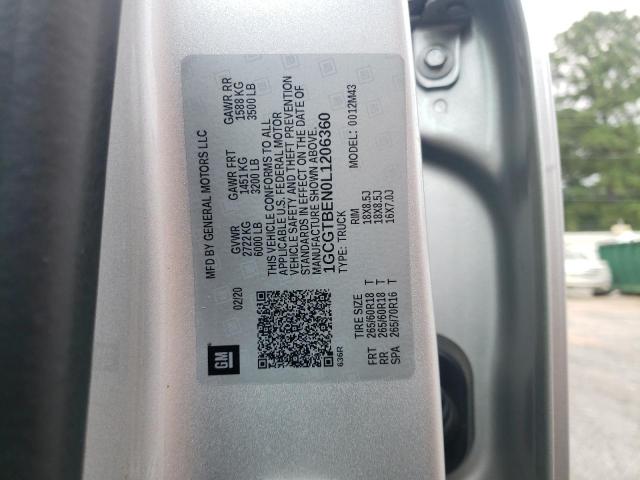 GM
02/20
MFD BY GENERAL MOTORS LLC
GVWR GAWR FRT GAWR RR
2722 KG 1451 KG 1588 KG
6000 LB 3200 LB 3500 LB
THIS VEHICLE CONFORMS TO ALL
APPLICABLE U.S. FEDERAL MOTOR
VEHICLE SAFETY, AND THEFT PREVENTION
STANDARDS IN EFFECT ON THE DATE OF
MANUFACTURE SHOWN ABOVE.
1GCGTBEN0L1206360
TYPE: TRUCK MODEL: 0012M43
636R
TIRE SIZE RIM
FRT 265/60R18 T 18X8.5J
RR 265/60R18 T 18X8.5J
SPA 265/70R16 T 16X7.0J